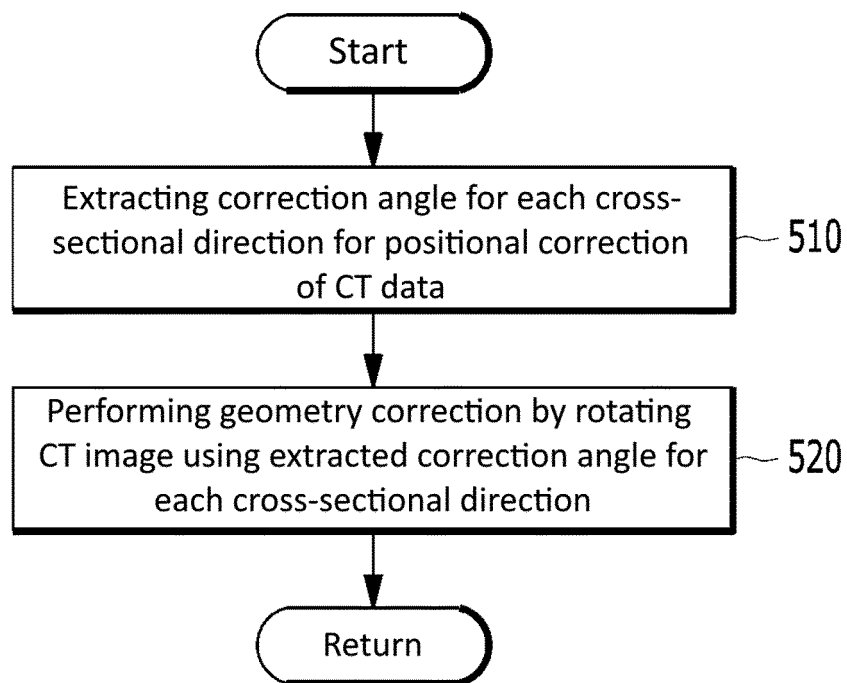 Start
Extracting correction angle for each cross-
sectional direction for positional correction
of CT data
510
Performing geometry correction by rotating
CT image using extracted correction angle for
each cross-sectional direction
520
Return